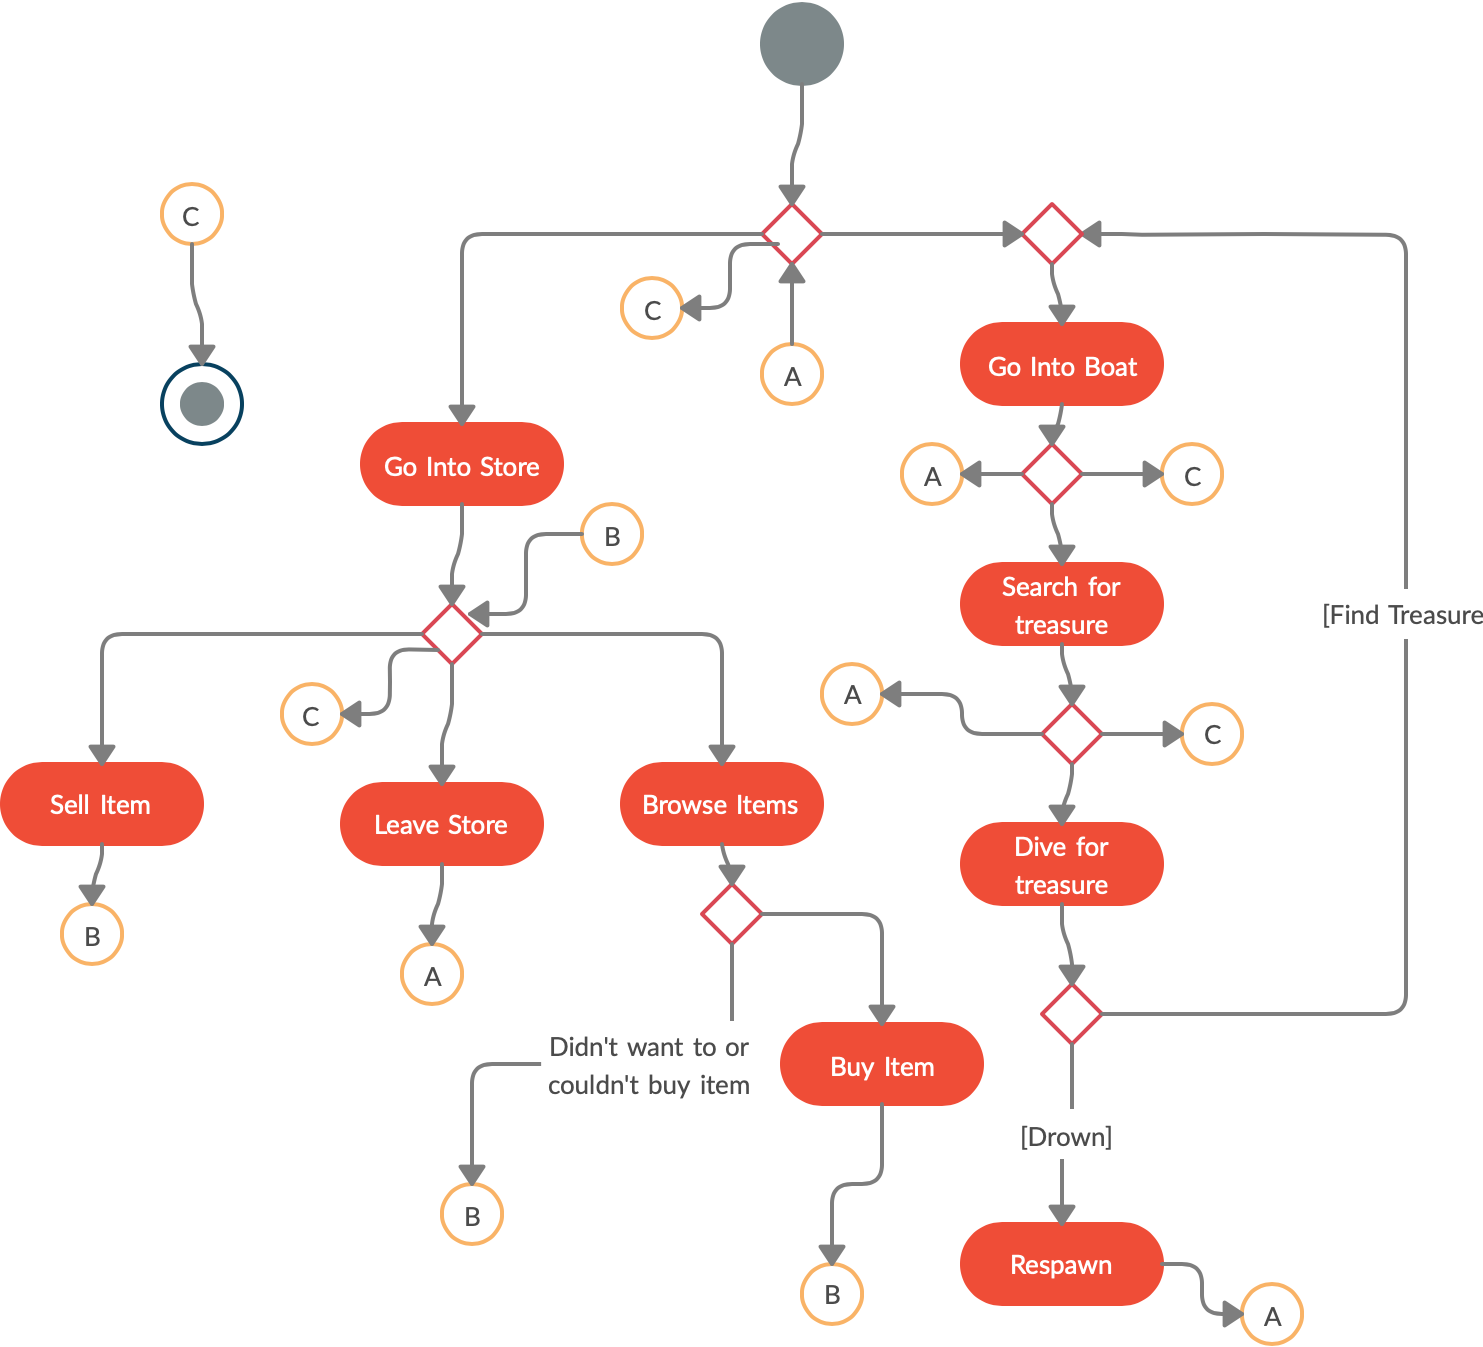 C
C
A
Go Into Boat
Go Into Store
A
C
B
Search for
treasure
[Find Treasure
C
A
C
Sell Item
Leave Store
Browse Items
Dive for
treasure
B
A
Didn't want to or
couldn't buy item
Buy Item
[Drown]
B
B
Respawn
A